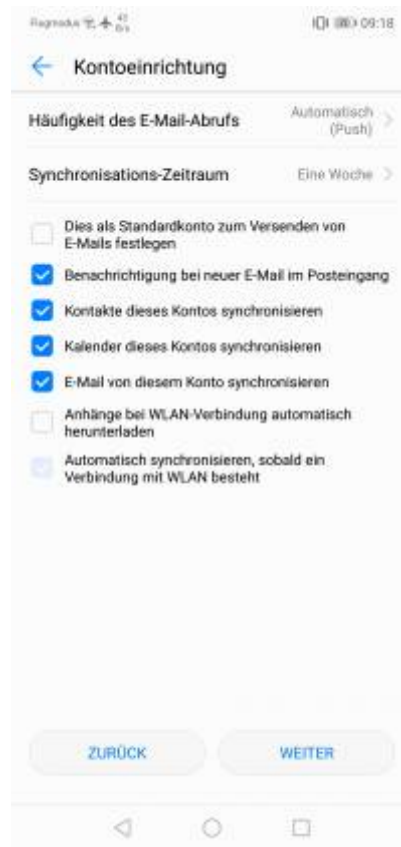 Flugmodus
09:18
Kontoeinrichtung
Häufigkeit des E-Mail-Abrufs
Automatisch
(Push)
Synchronisations-Zeitraum
Eine Woche
Dies als Standardkonto zum Versenden von
E-Mails festlegen
Benachrichtigung bei neuer E-Mail im Posteingang
Kontakte dieses Kontos synchronisieren
Kalender dieses Kontos synchronisieren
E-Mail von diesem Konto synchronisieren
Anhänge bei WLAN-Verbindung automatisch
herunterladen
Automatisch synchronisieren, sobald ein
Verbindung mit WLAN besteht
ZURÜCK
WEITER